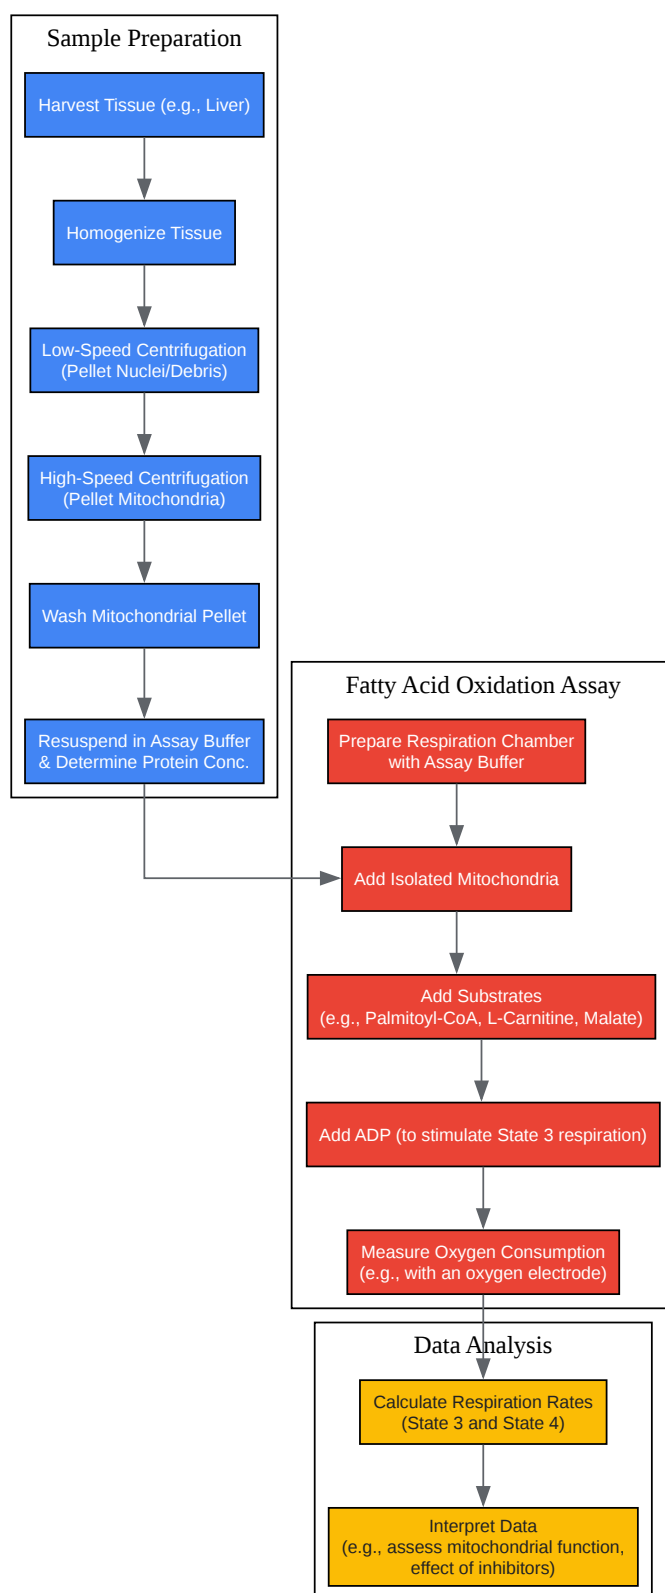 Sample Preparation
Harvest Tissue (e.g., Liver)
Homogenize Tissue
Low-Speed Centrifugation
(Pellet Nuclei/Debris)
High-Speed Centrifugation
(Pellet Mitochondria)
Wash Mitochondrial Pellet
Resuspend in Assay Buffer
& Determine Protein Conc.
Fatty Acid Oxidation Assay
Prepare Respiration Chamber
with Assay Buffer
Add Isolated Mitochondria
Add Substrates
(e.g., Palmitoyl-CoA, L-Carnitine, Malate)
Add ADP (to stimulate State 3 respiration)
Measure Oxygen Consumption
(e.g., with an oxygen electrode)
Data Analysis
Calculate Respiration Rates
(State 3 and State 4)
Interpret Data
(e.g., assess mitochondrial function,
effect of inhibitors)